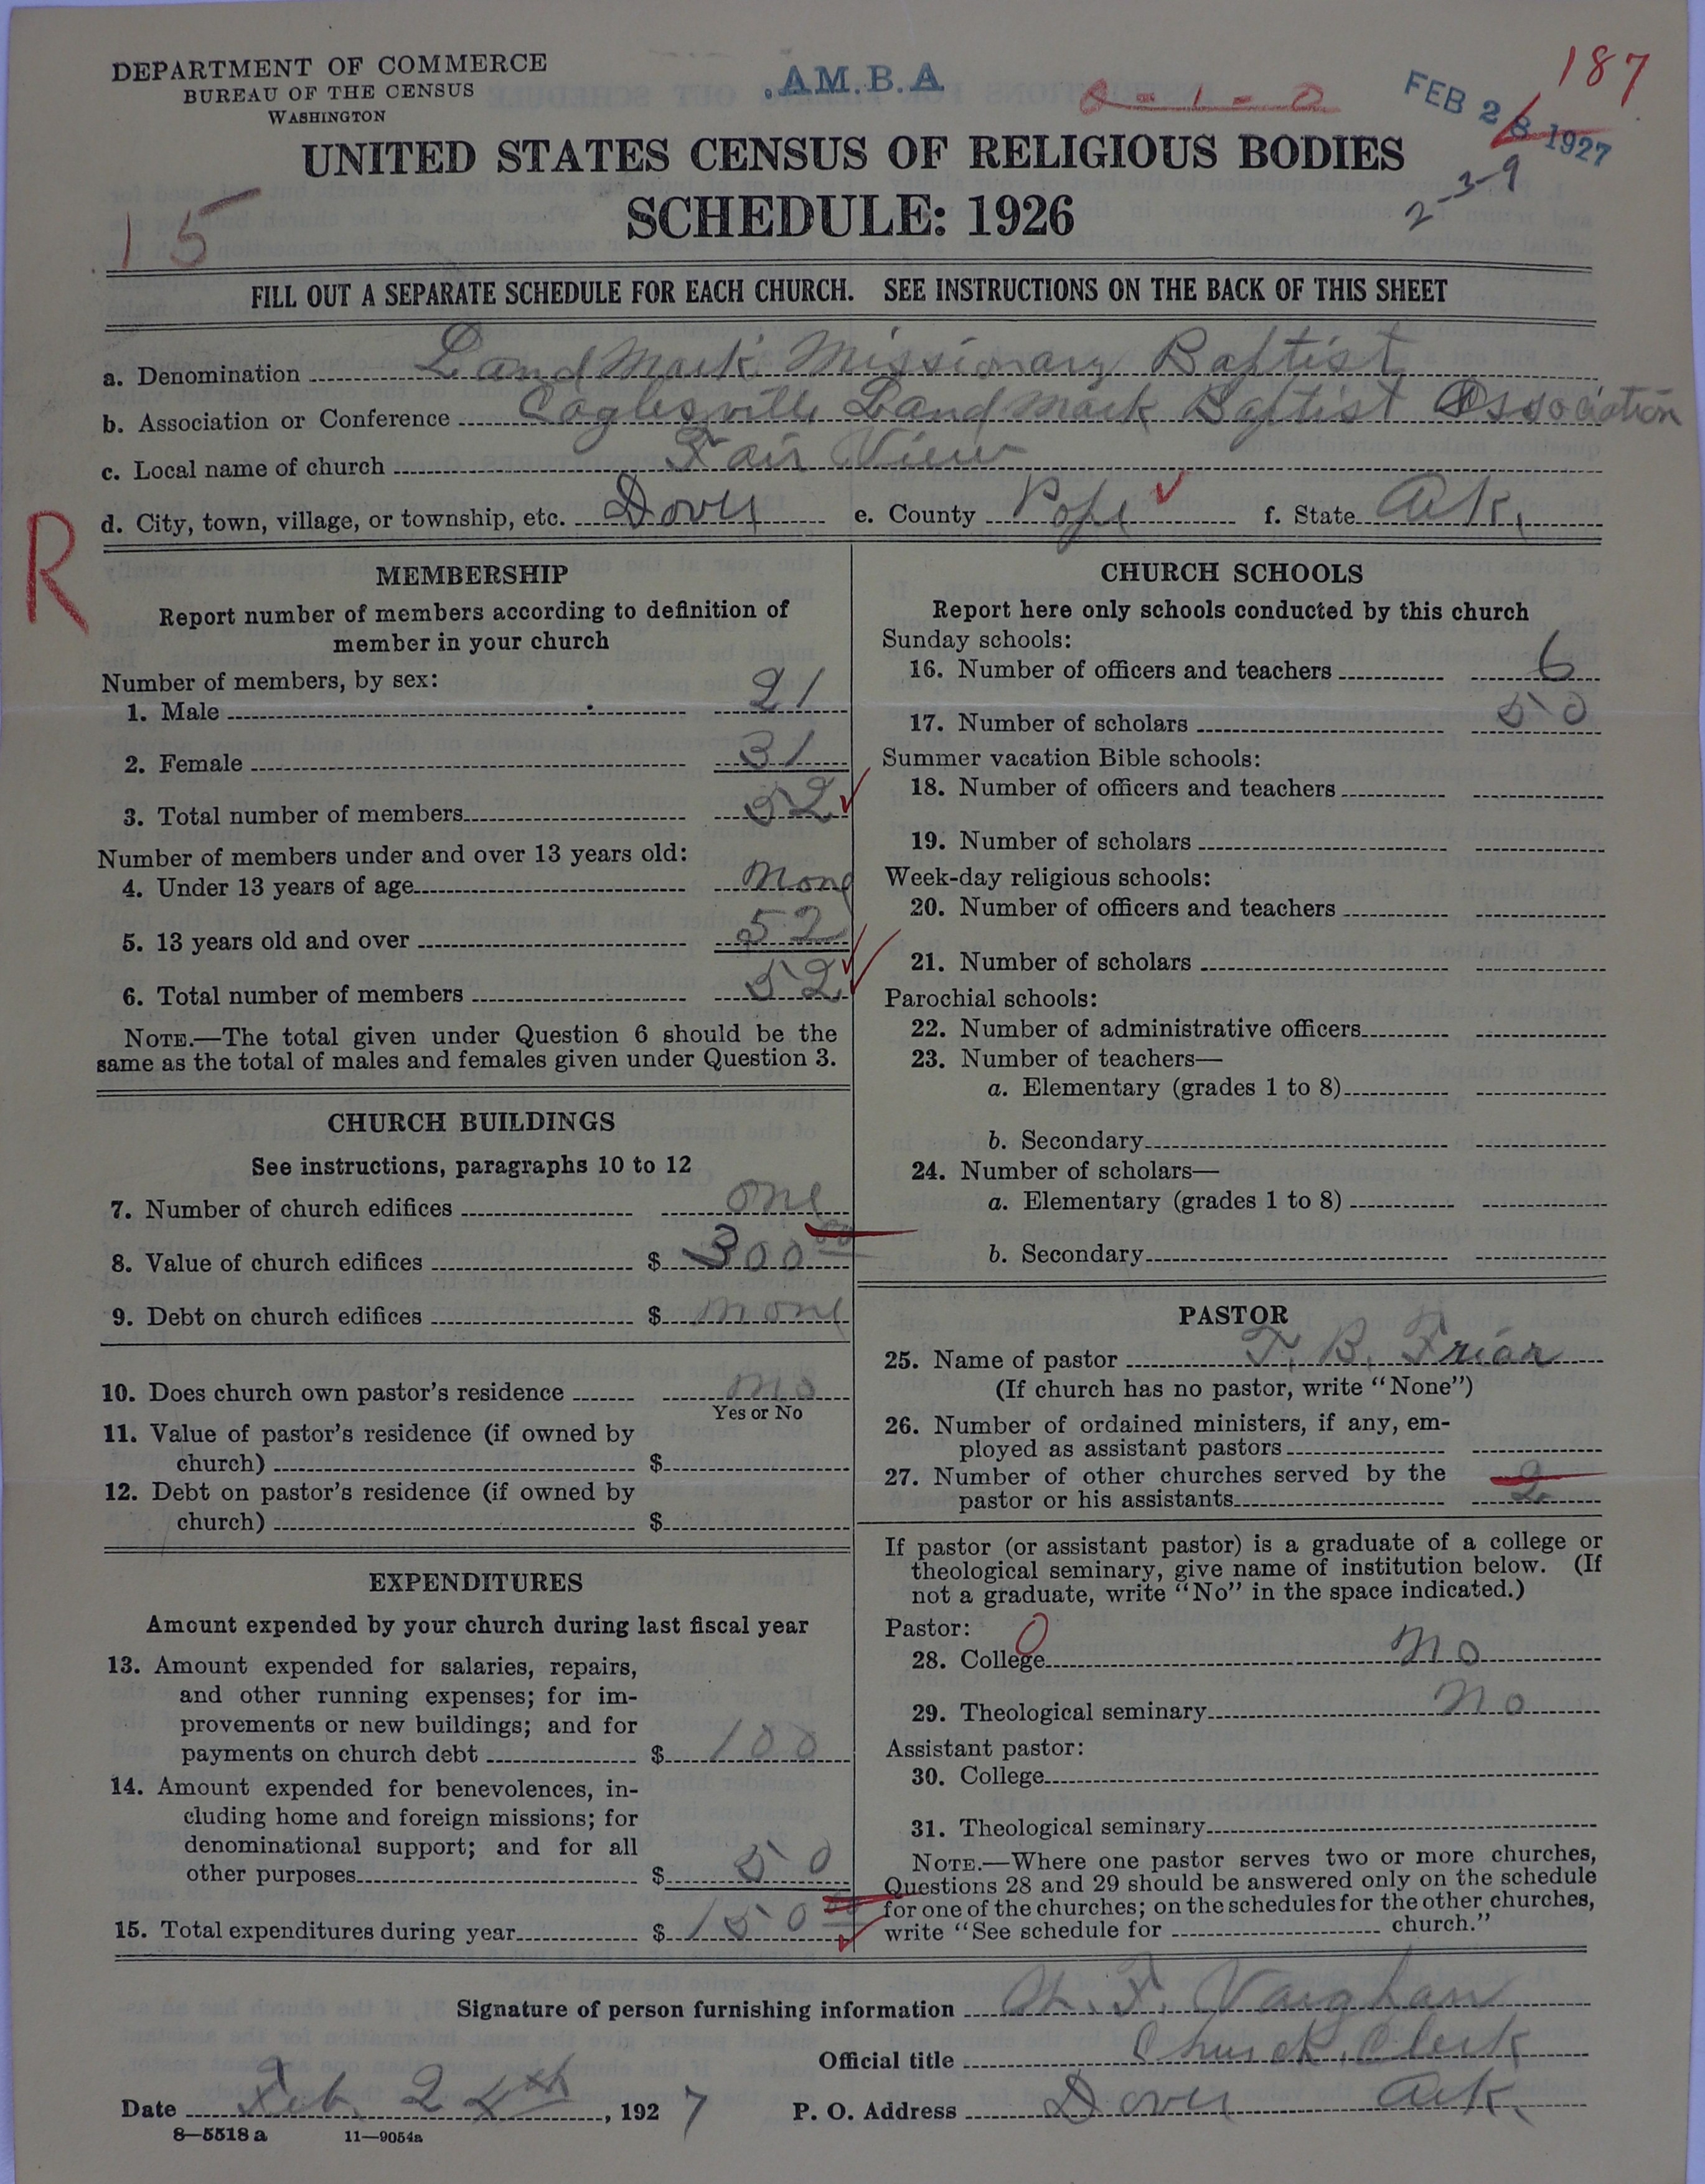 DEPARTMENT OF COMMERCE
BUREAU OF THE CENSUS
WASHINGTON
.A.M.B.A
0-1-0
187
FEB 28 1927
2-3-9
UNITED STATES CENSUS OF RELIGIOUS BODIES
SCHEDULE: 1926
15
FILL OUT A SEPARATE SCHEDULE FOR EACH CHURCH. SEE INSTRUCTIONS ON THE BACK OF THIS SHEET
a. Denomination Land Mark Missionary Baptist
b. Association or Conference Eaglesville Land Mark Baptist Association
c. Local name of church Fair View
d. City, town, village, or township, etc. Dover e. County Pope f. State Ark.
R
MEMBERSHIP
Report number of members according to definition of
member in your church
Number of members, by sex:
1. Male 21
2. Female 31
3. Total number of members 52
Number of members under and over 13 years old:
4. Under 13 years of age None
5. 13 years old and over 52
6. Total number of members 52
NOTE.—The total given under Question 6 should be the
same as the total of males and females given under Question 3.
CHURCH BUILDINGS
See instructions, paragraphs 10 to 12
7. Number of church edifices one
8. Value of church edifices $ 300 00
9. Debt on church edifices $ none
10. Does church own pastor's residence no
Yes or No
11. Value of pastor's residence (if owned by
church) $
12. Debt on pastor's residence (if owned by
church) $
EXPENDITURES
Amount expended by your church during last fiscal year
13. Amount expended for salaries, repairs,
and other running expenses; for im-
provements or new buildings; and for
payments on church debt $ 100
14. Amount expended for benevolences, in-
cluding home and foreign missions; for
denominational support; and for all
other purposes $ 50
15. Total expenditures during year $ 150 00
CHURCH SCHOOLS
Report here only schools conducted by this church
Sunday schools:
16. Number of officers and teachers 6
17. Number of scholars 50
Summer vacation Bible schools:
18. Number of officers and teachers
19. Number of scholars
Week-day religious schools:
20. Number of officers and teachers
21. Number of scholars
Parochial schools:
22. Number of administrative officers
23. Number of teachers—
a. Elementary (grades 1 to 8)
b. Secondary
24. Number of scholars—
a. Elementary (grades 1 to 8)
b. Secondary
PASTOR
25. Name of pastor T. B. Friar
(If church has no pastor, write "None")
26. Number of ordained ministers, if any, em-
ployed as assistant pastors
27. Number of other churches served by the
pastor or his assistants 2
If pastor (or assistant pastor) is a graduate of a college or
theological seminary, give name of institution below. (If
not a graduate, write "No" in the space indicated.)
Pastor: 0
28. College no
29. Theological seminary no
Assistant pastor:
30. College
31. Theological seminary
NOTE.—Where one pastor serves two or more churches,
Questions 28 and 29 should be answered only on the schedule
for one of the churches; on the schedules for the other churches,
write "See schedule for church."
Signature of person furnishing information F. Vaughan
Official title Church Clerk
Date Feb. 24th, 1927 P. O. Address Dover Ark.
8—5518 a 11—9054a